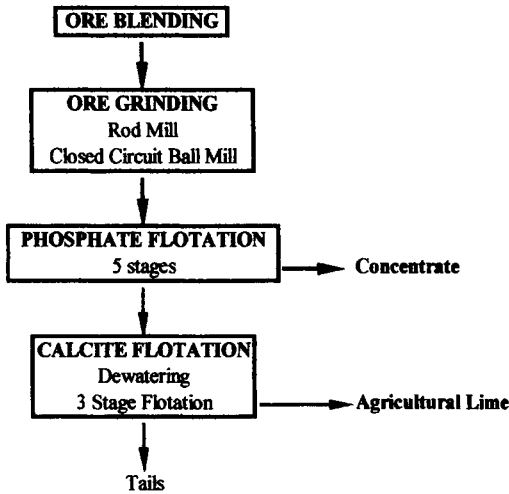 ORE BLENDING
ORE GRINDING
Rod Mill
Closed Circuit Ball Mill
PHOSPHATE FLOTATION
5 stages
Concentrate
CALCITE FLOTATION
Dewatering
3 Stage Flotation
Agricultural Lime
Tails